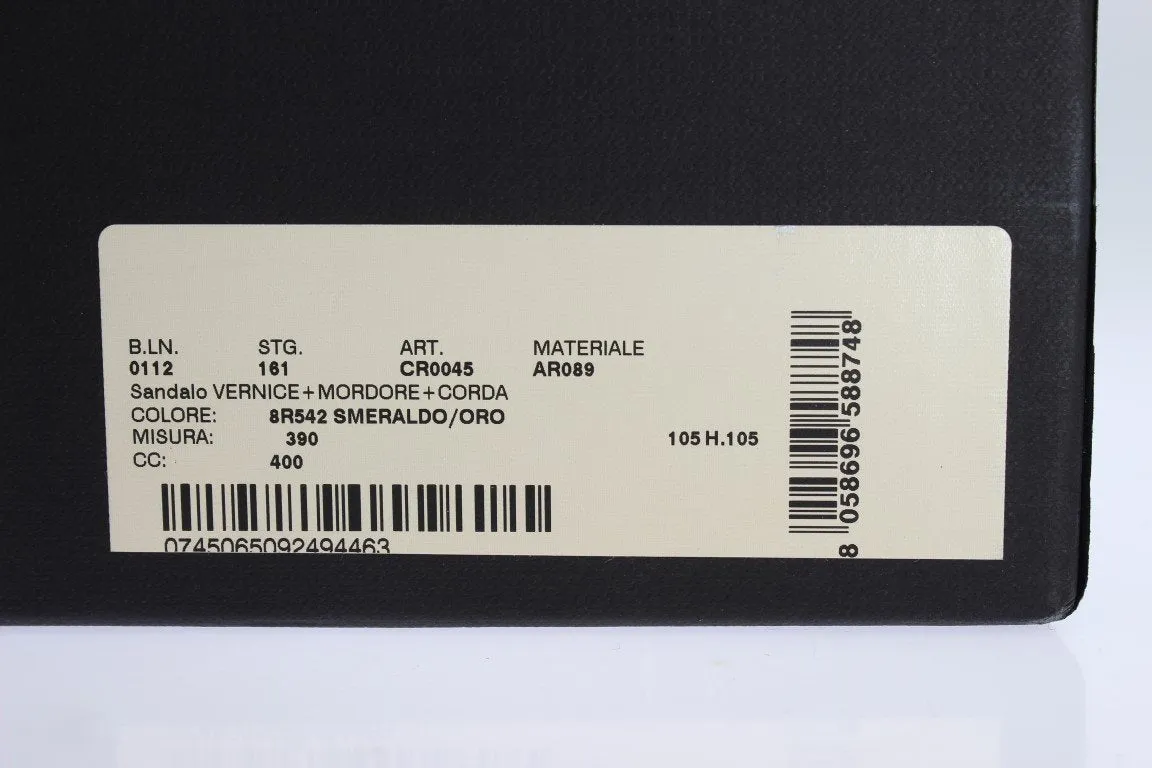 B.LN. STG. ART. MATERIALE
0112 161 CR0045 AR089
Sandalo VERNICE+MORDORE+CORDA
COLORE: 8R542 SMERALDO/ORO
MISURA: 390 105 H.105
CC: 400
0745065092494463
8 058696 588748